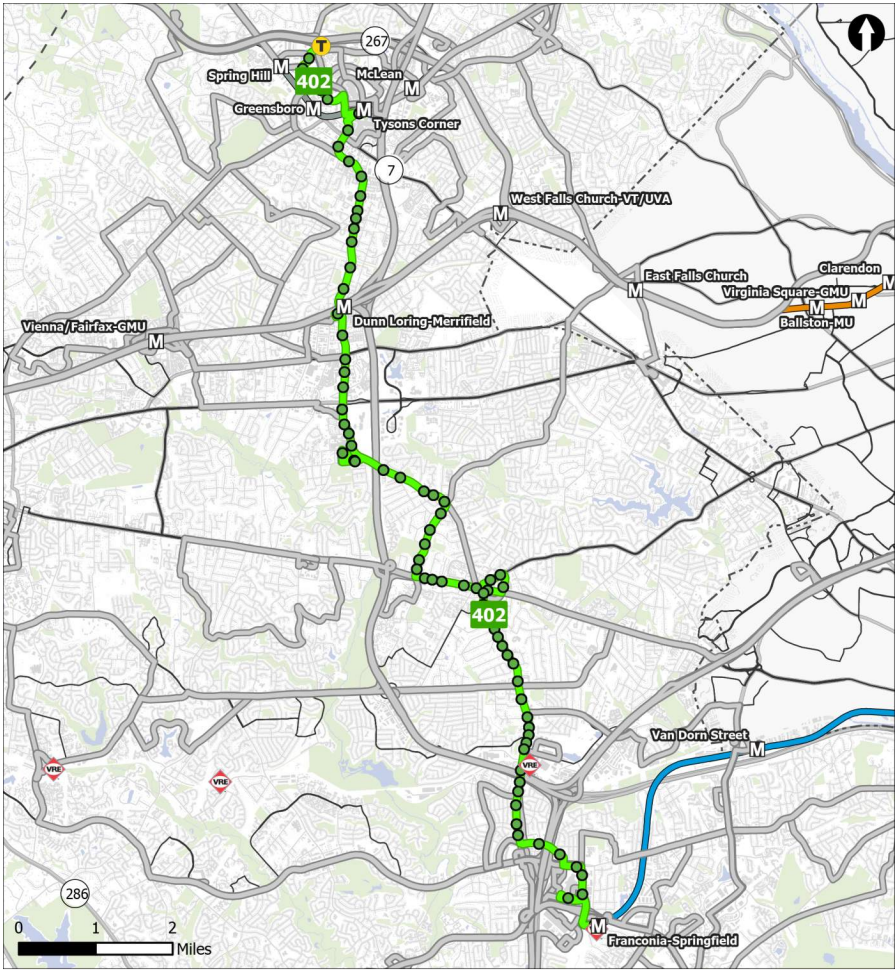 T
267
McLean
M
Spring Hill M
402
Greensboro M
M
Tysons Corner
7
West Falls Church-VT/UVA
M
East Falls Church
M
Clarendon
M
Virginia Square-GMU
M
M
Ballston-MU
M
Dunn Loring-Merrifield
Vienna/Fairfax-GMU
M
402
Van Dorn Street
M
VRE
VRE
VRE
286
M
Franconia-Springfield
0 1 2
Miles